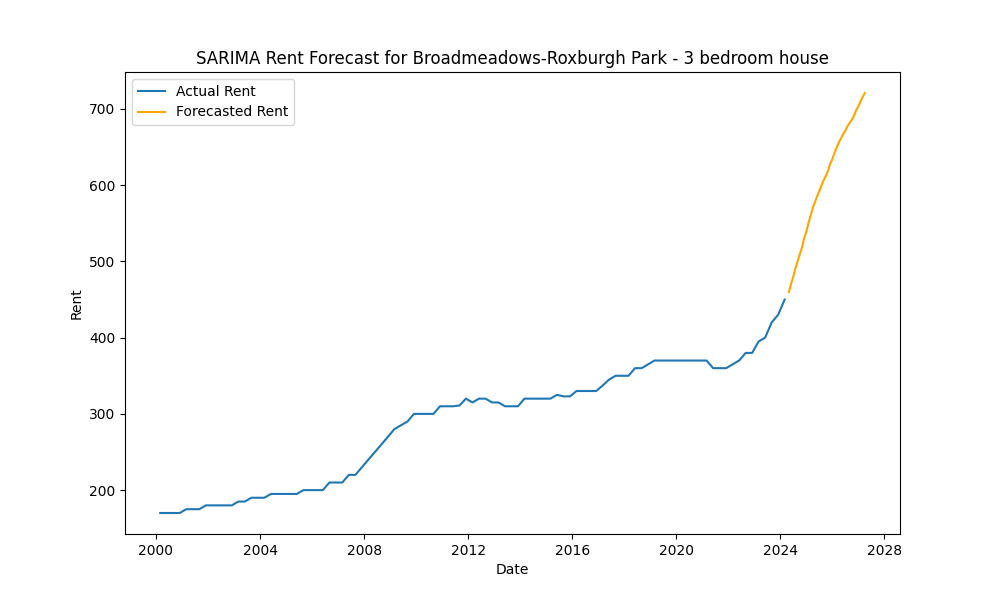 SARIMA Rent Forecast for Broadmeadows-Roxburgh Park - 3 bedroom house
Actual Rent
Forecasted Rent
700
600
500
400
300
200
Rent
2000 2004 2008 2012 2016 2020 2024 2028
Date